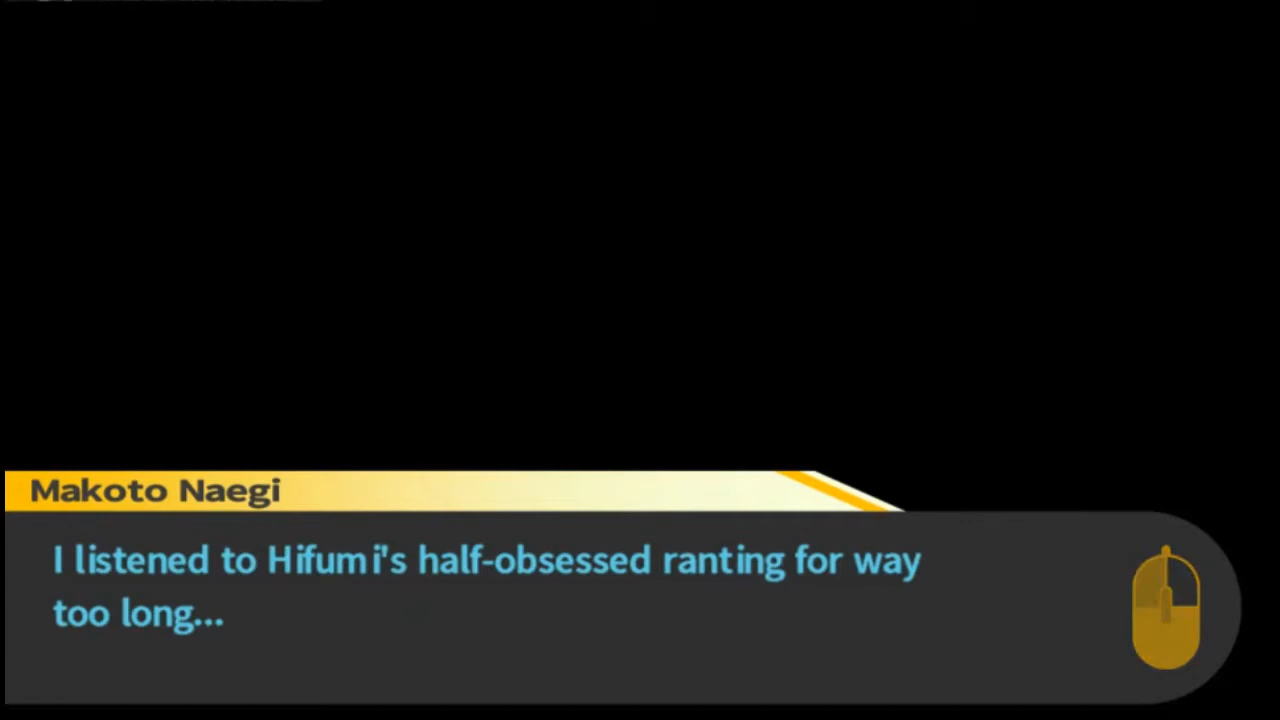 Makoto Naegi
I listened to Hifumi's half-obsessed ranting for way
too long...